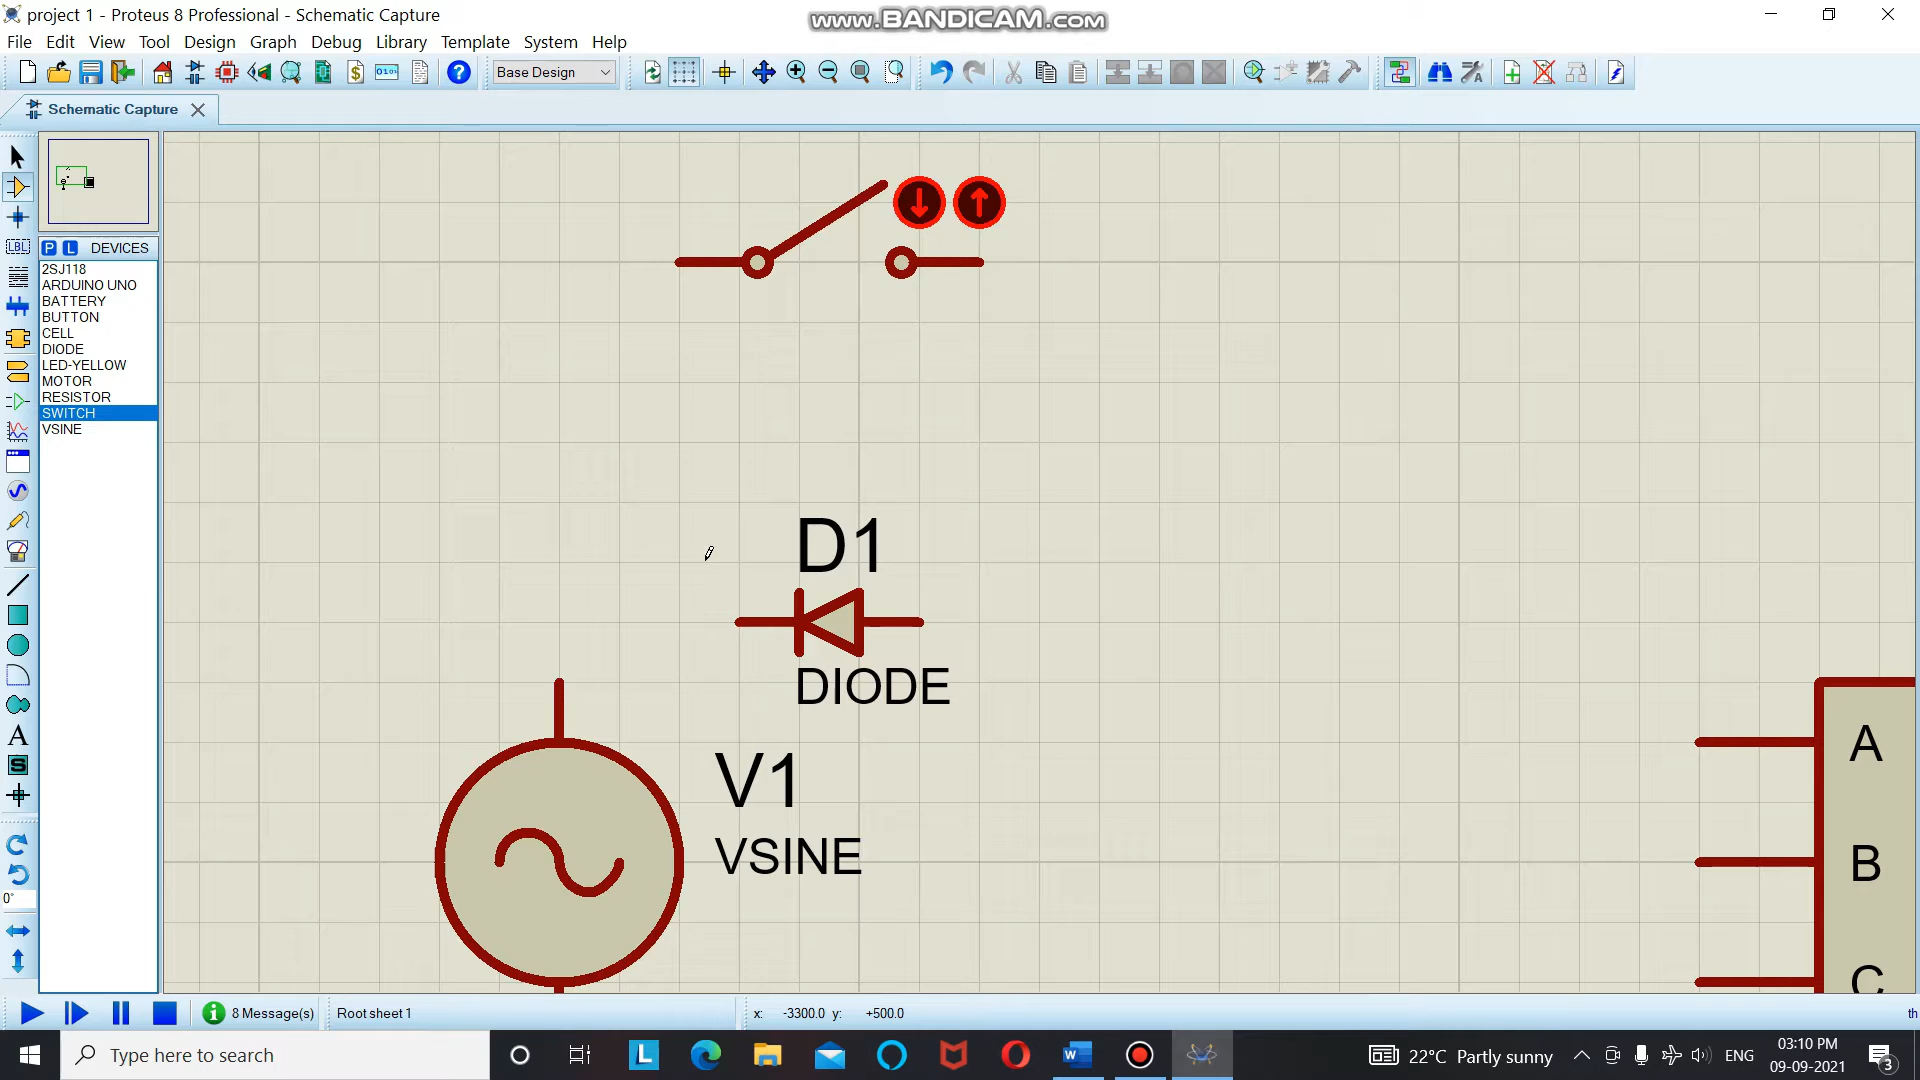 project 1 - Proteus 8 Professional - Schematic Capture
www.BANDICAM.com
File Edit View Tool Design Graph Debug Library Template System Help
Base Design
Schematic Capture
P L DEVICES
2SJ118
ARDUINO UNO
BATTERY
BUTTON
CELL
DIODE
LED-YELLOW
MOTOR
RESISTOR
SWITCH
VSINE
LBL
A
S
0°
D1
DIODE
V1
VSINE
A
B
C
8 Message(s)
Root sheet 1
x: -3300.0 y: +500.0
th
Type here to search
L
22°C Partly sunny
ENG
03:10 PM
09-09-2021
3